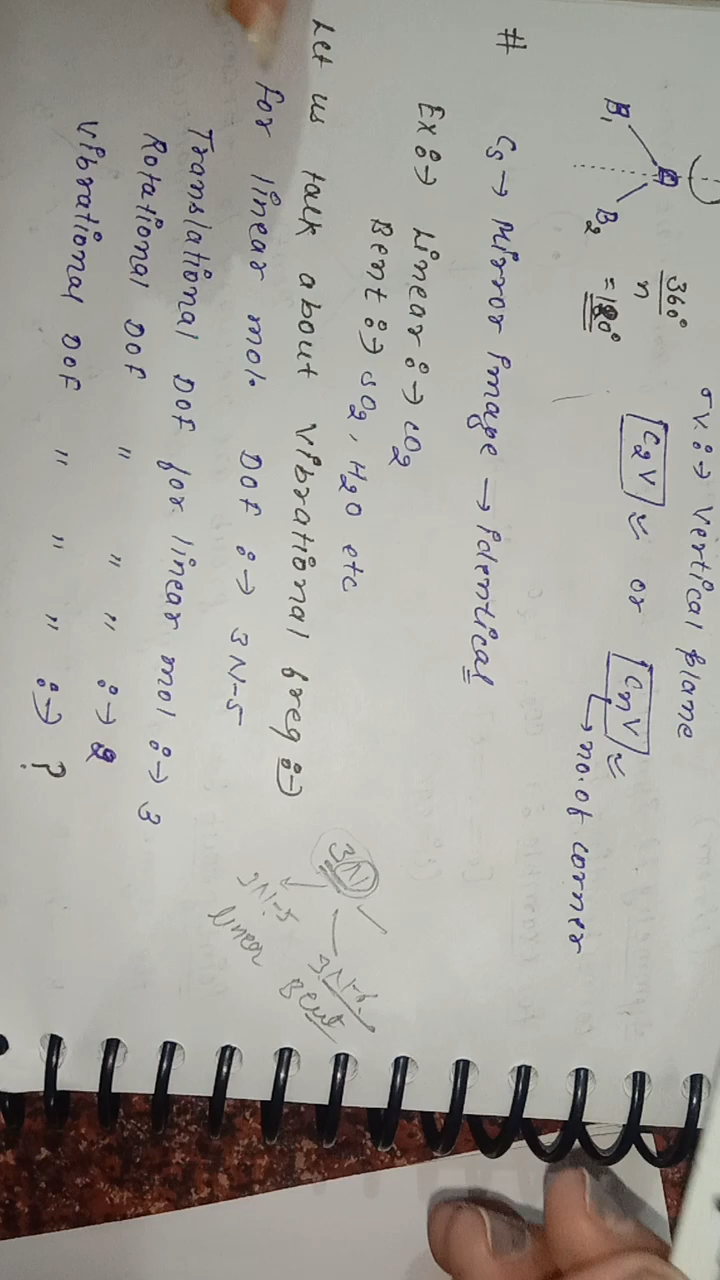 σv :→ Vertical plane
360°
n
= 180°
B₁
B₂
C2V or CnV
→ no. of corner
# Cs → Mirror Image → identical
Ex :→ Linear :→ CO2
Bent :→ SO2, H2O etc
Let us talk about vibrational freq :→
for linear mol. DOF :→ 3N-5
Translational DOF for linear mol :→ 3
Rotational DOF " " " :→ 2
Vibrational DOF " " " :→ ?
3N
3N-5
linear
3N-6
Bent